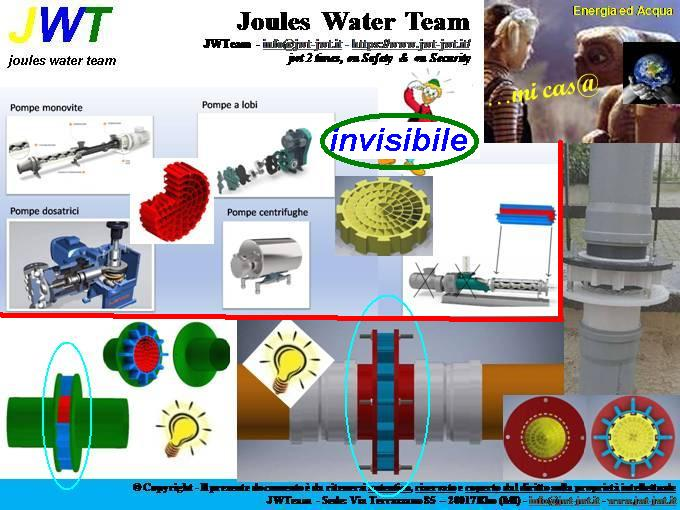 JWT
joules water team
Joules Water Team
JWTeam - info@jwt-jwt.it - https://www.jwt-jwt.it/
jwt 2 fases, on Safety & on Security
Energia ed Acqua
...mi cas@
Pompe monovite
Pompe a lobi
invisibile
Pompe dosatrici
Pompe centrifughe
© Copyright - Il presente documento è da ritenersi autentico, riservato e coperto dal diritto sulla proprietà intellettuale
JWTeam - Sede: Via Terrazzano 85 - 20017 Rho (MI) - info@jwt-jwt.it - www.jwt-jwt.it